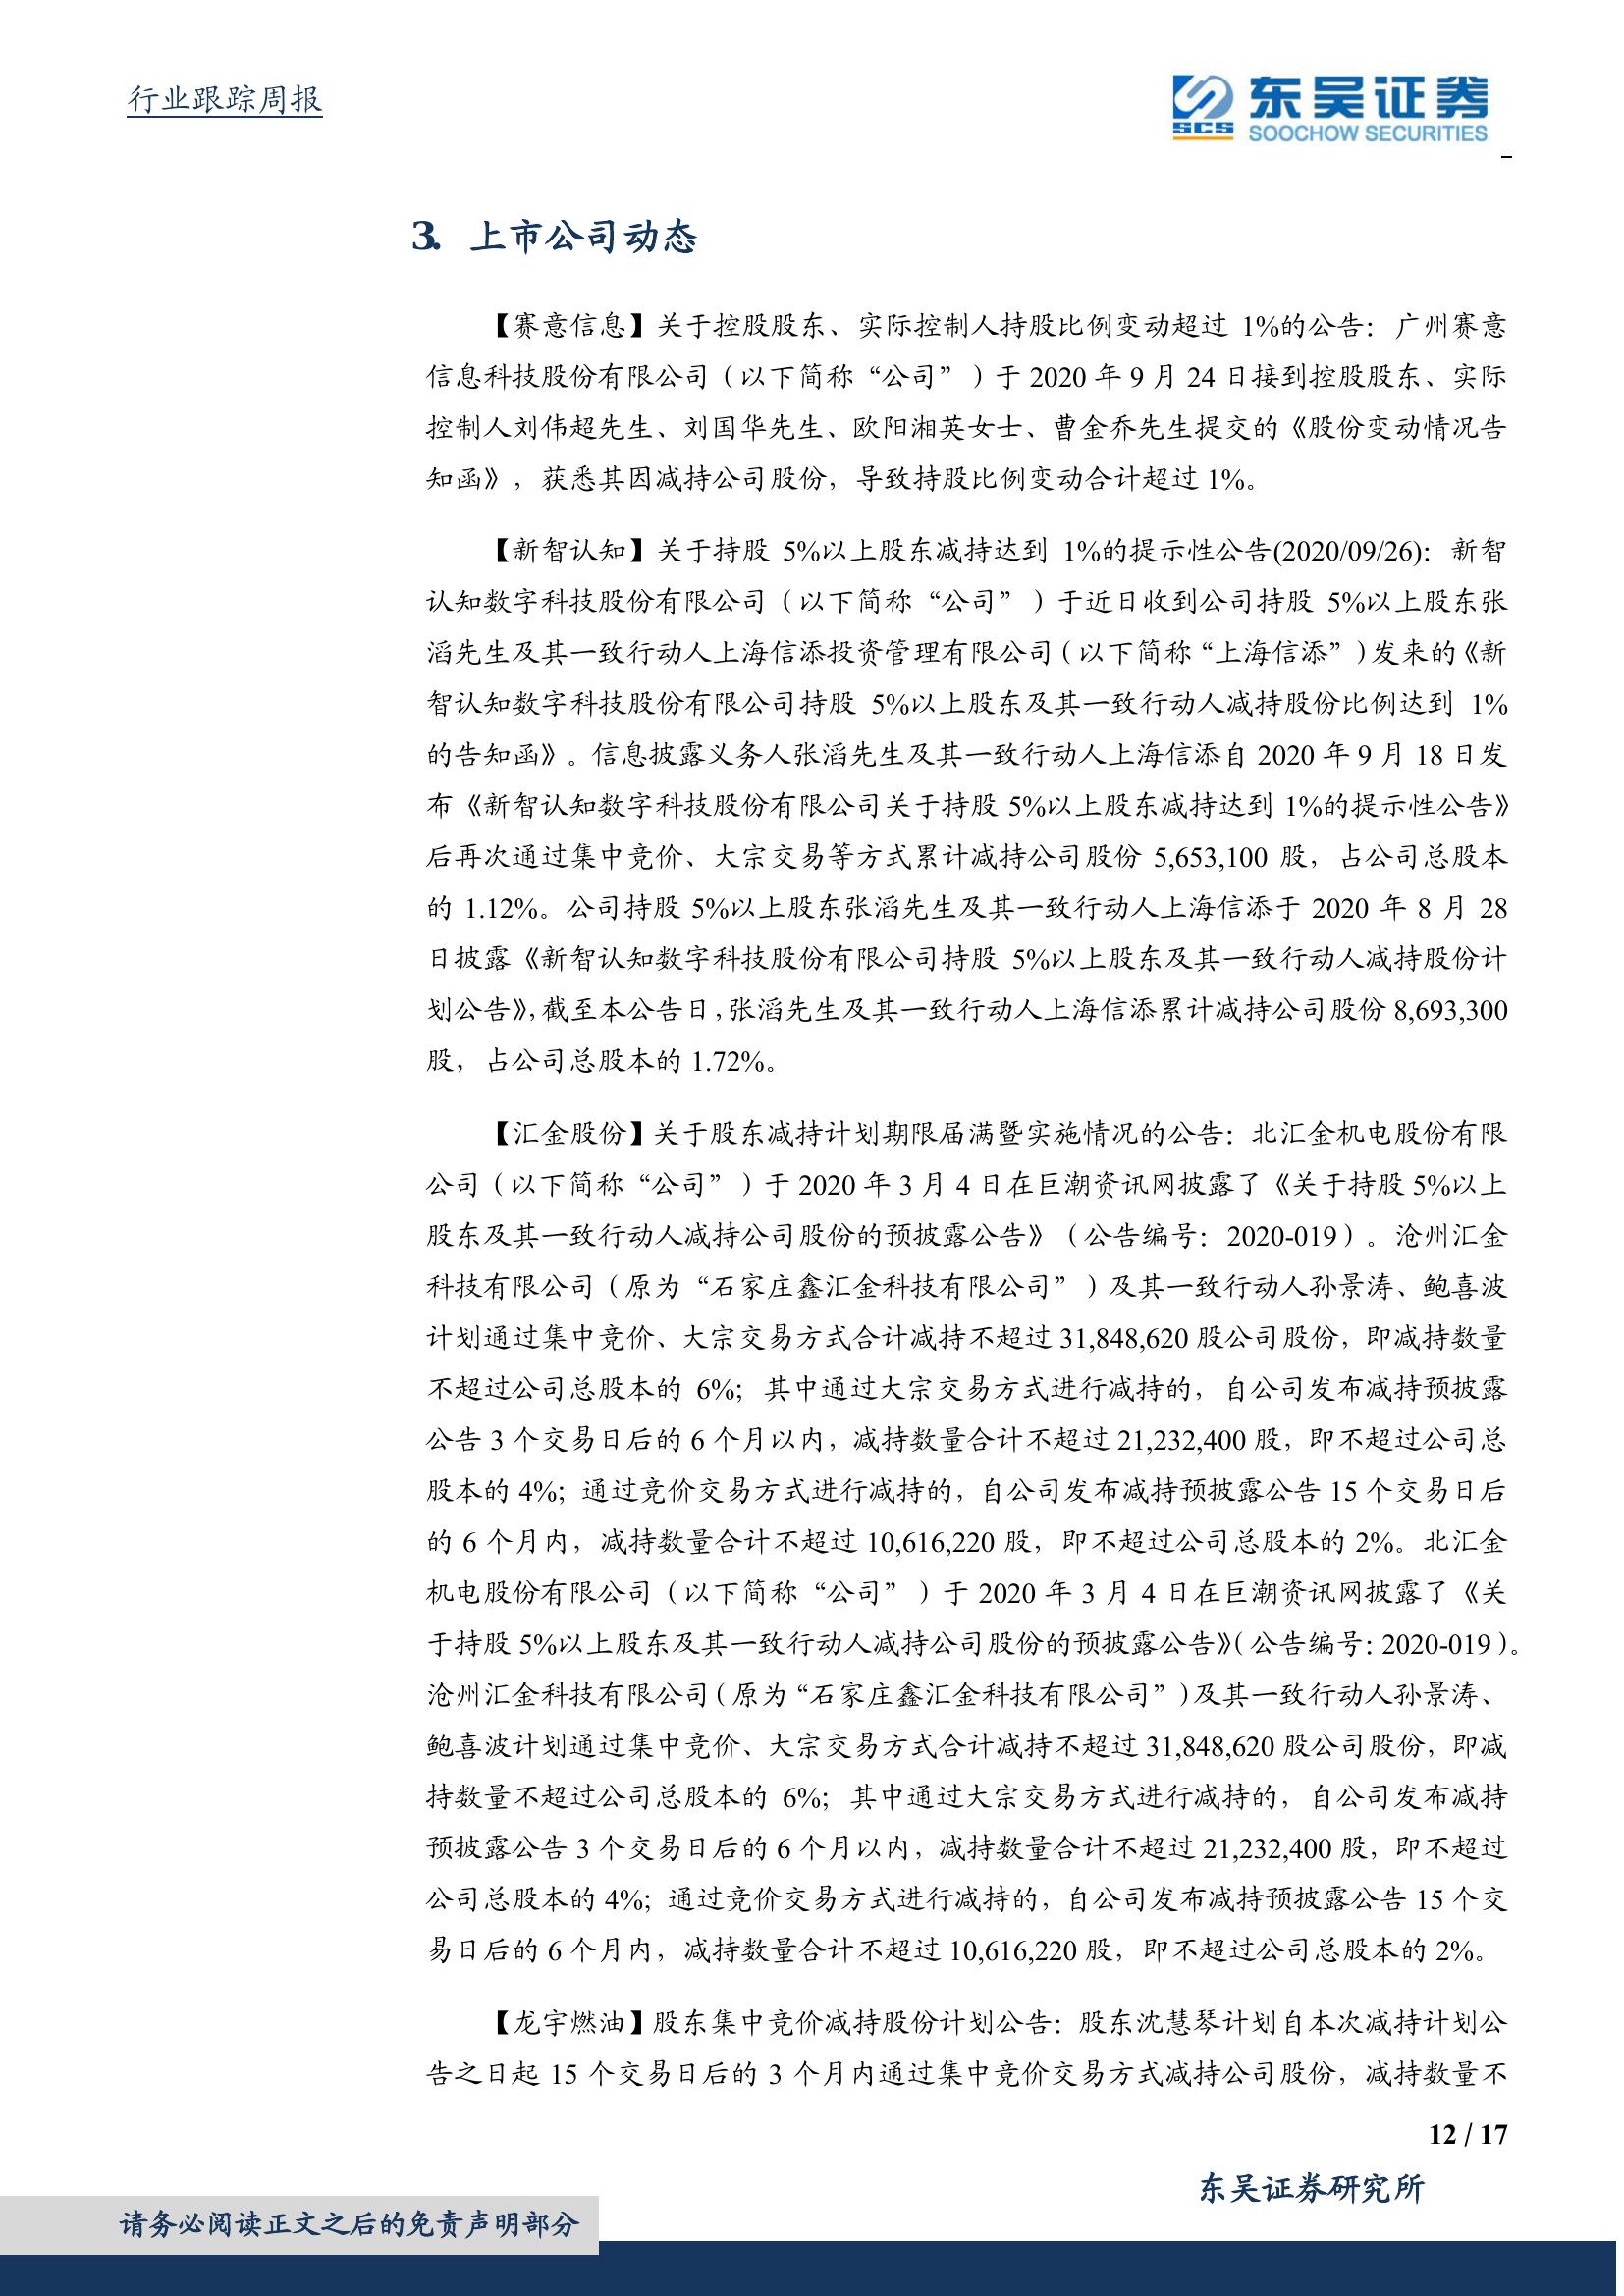 行业跟踪周报
SCS
东吴证券
SOOCHOW SECURITIES
3. 上市公司动态
【赛意信息】关于控股股东、实际控制人持股比例变动超过 1%的公告：广州赛意
信息科技股份有限公司（以下简称“公司”）于 2020 年 9 月 24 日接到控股股东、实际
控制人刘伟超先生、刘国华先生、欧阳湘英女士、曹金乔先生提交的《股份变动情况告
知函》，获悉其因减持公司股份，导致持股比例变动合计超过 1%。
【新智认知】关于持股 5%以上股东减持达到 1%的提示性公告(2020/09/26)：新智
认知数字科技股份有限公司（以下简称“公司”）于近日收到公司持股 5%以上股东张
滔先生及其一致行动人上海信添投资管理有限公司（以下简称“上海信添”）发来的《新
智认知数字科技股份有限公司持股 5%以上股东及其一致行动人减持股份比例达到 1%
的告知函》。信息披露义务人张滔先生及其一致行动人上海信添自 2020 年 9 月 18 日发
布《新智认知数字科技股份有限公司关于持股 5%以上股东减持达到 1%的提示性公告》
后再次通过集中竞价、大宗交易等方式累计减持公司股份 5,653,100 股，占公司总股本
的 1.12%。公司持股 5%以上股东张滔先生及其一致行动人上海信添于 2020 年 8 月 28
日披露《新智认知数字科技股份有限公司持股 5%以上股东及其一致行动人减持股份计
划公告》，截至本公告日，张滔先生及其一致行动人上海信添累计减持公司股份 8,693,300
股，占公司总股本的 1.72%。
【汇金股份】关于股东减持计划期限届满暨实施情况的公告：北汇金机电股份有限
公司（以下简称“公司”）于 2020 年 3 月 4 日在巨潮资讯网披露了《关于持股 5%以上
股东及其一致行动人减持公司股份的预披露公告》（公告编号：2020-019）。沧州汇金
科技有限公司（原为“石家庄鑫汇金科技有限公司”）及其一致行动人孙景涛、鲍喜波
计划通过集中竞价、大宗交易方式合计减持不超过 31,848,620 股公司股份，即减持数量
不超过公司总股本的 6%；其中通过大宗交易方式进行减持的，自公司发布减持预披露
公告 3 个交易日后的 6 个月以内，减持数量合计不超过 21,232,400 股，即不超过公司总
股本的 4%；通过竞价交易方式进行减持的，自公司发布减持预披露公告 15 个交易日后
的 6 个月内，减持数量合计不超过 10,616,220 股，即不超过公司总股本的 2%。北汇金
机电股份有限公司（以下简称“公司”）于 2020 年 3 月 4 日在巨潮资讯网披露了《关
于持股 5%以上股东及其一致行动人减持公司股份的预披露公告》（公告编号：2020-019）。
沧州汇金科技有限公司（原为“石家庄鑫汇金科技有限公司”）及其一致行动人孙景涛、
鲍喜波计划通过集中竞价、大宗交易方式合计减持不超过 31,848,620 股公司股份，即减
持数量不超过公司总股本的 6%；其中通过大宗交易方式进行减持的，自公司发布减持
预披露公告 3 个交易日后的 6 个月以内，减持数量合计不超过 21,232,400 股，即不超过
公司总股本的 4%；通过竞价交易方式进行减持的，自公司发布减持预披露公告 15 个交
易日后的 6 个月内，减持数量合计不超过 10,616,220 股，即不超过公司总股本的 2%。
【龙宇燃油】股东集中竞价减持股份计划公告：股东沈慧琴计划自本次减持计划公
告之日起 15 个交易日后的 3 个月内通过集中竞价交易方式减持公司股份，减持数量不
12 / 17
东吴证券研究所
请务必阅读正文之后的免责声明部分